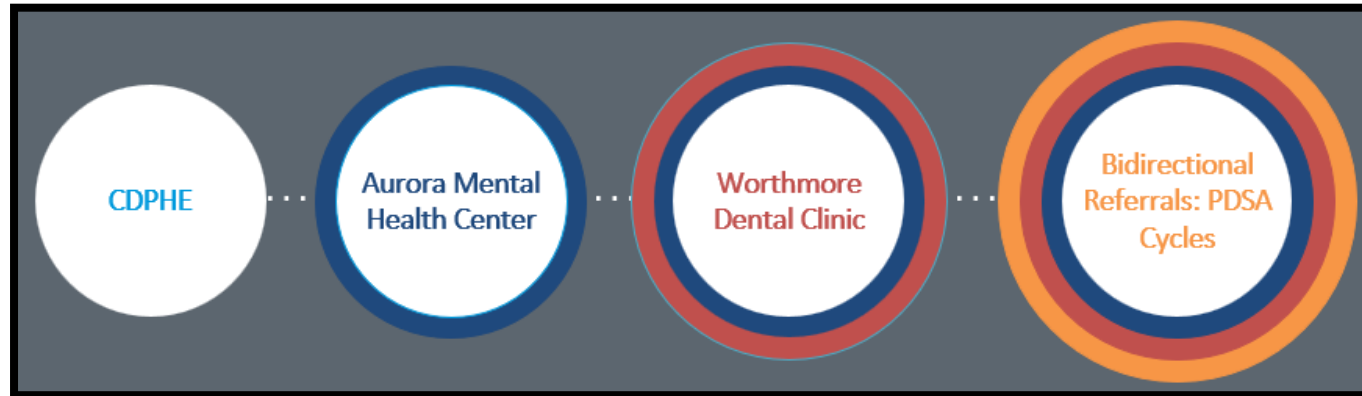 CDPHE
Aurora Mental
Health Center
Worthmore
Dental Clinic
Bidirectional
Referrals: PDSA
Cycles